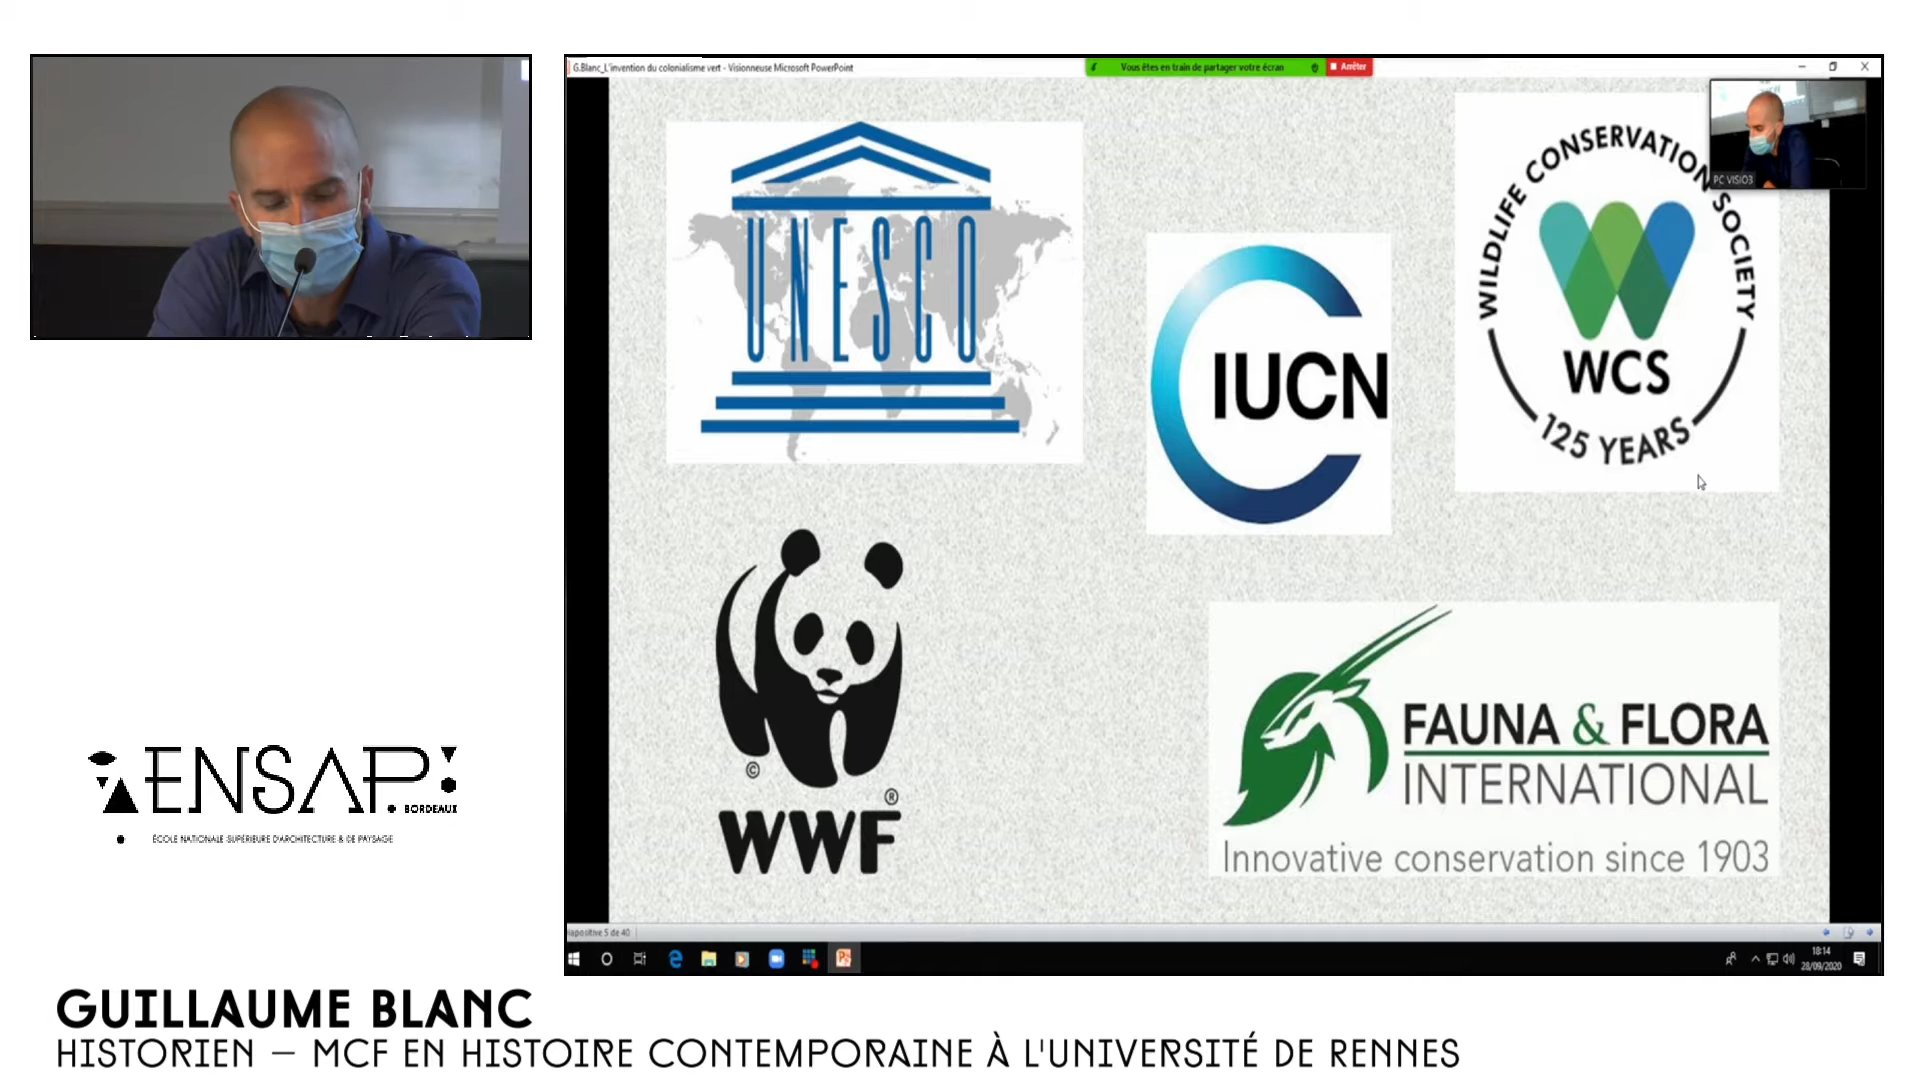 G.Blanc_L'invention du colonialisme vert - Visionneuse Microsoft PowerPoint
Vous êtes en train de partager votre écran
Arrêter
PC VISIO3
UNESCO
IUCN
WILDLIFE CONSERVATION SOCIETY
WCS
125 YEARS
©
®
WWF
FAUNA & FLORA
INTERNATIONAL
Innovative conservation since 1903
iapositive 5 de 40
18:14
28/09/2020
ENSAP
BORDEAUX
ÉCOLE NATIONALE SUPÉRIEURE D'ARCHITECTURE & DE PAYSAGE
GUILLAUME BLANC
HISTORIEN – MCF EN HISTOIRE CONTEMPORAINE À L'UNIVERSITÉ DE RENNES